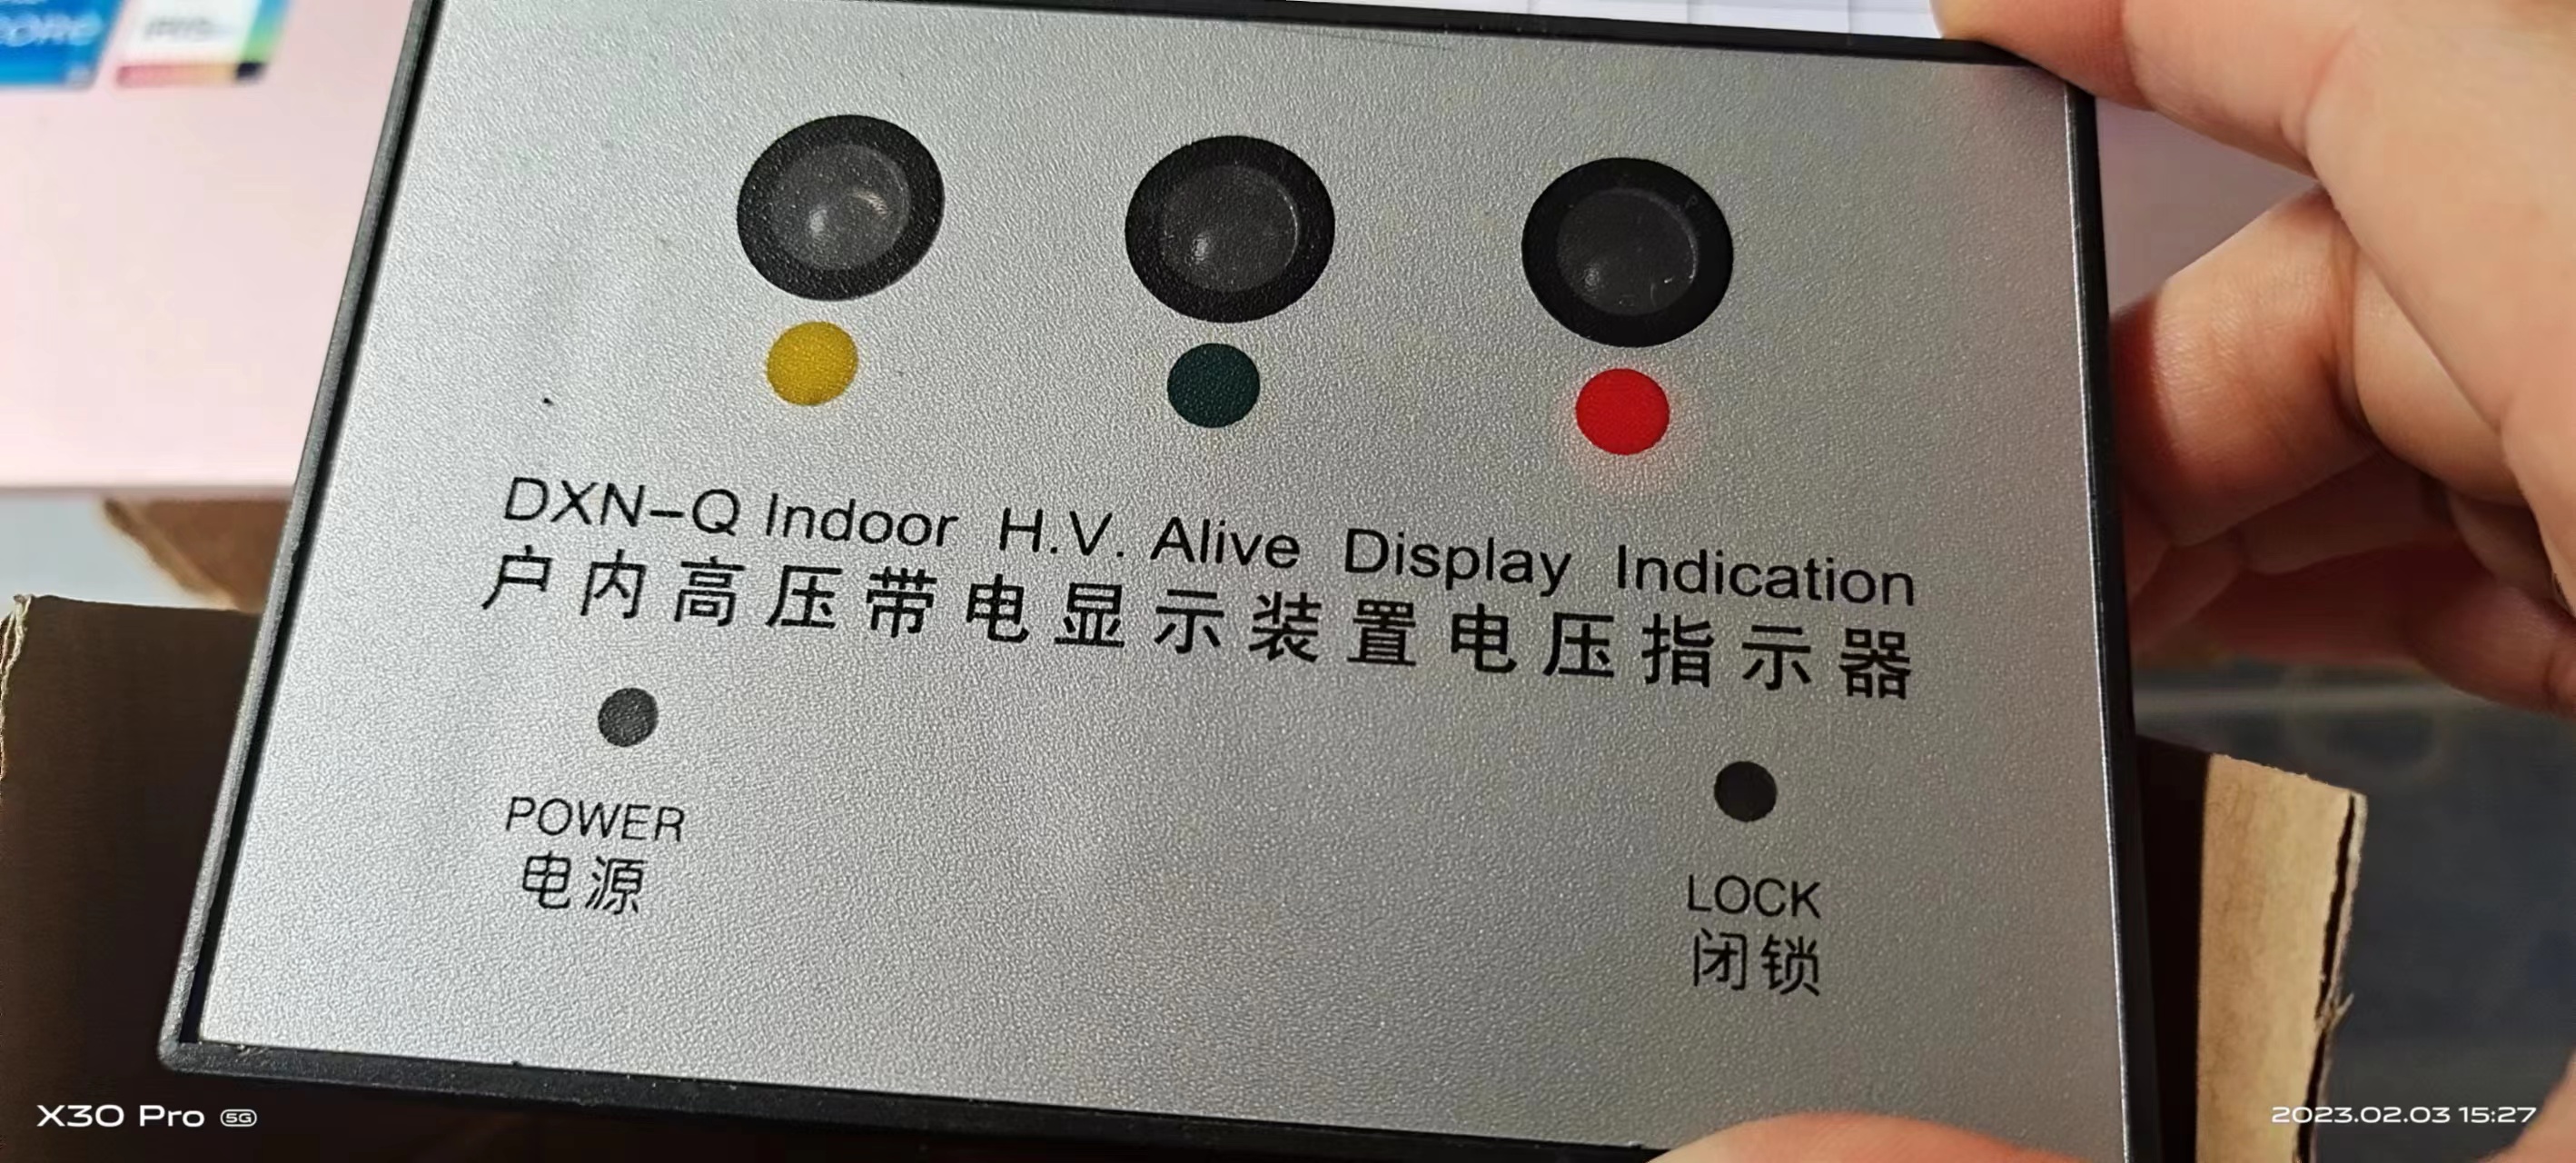 CORE
DXN-Q Indoor H.V. Alive Display Indication
户内高压带电显示装置电压指示器
POWER
电源
LOCK
闭锁
X30 Pro 5G
2023.02.03 15:27